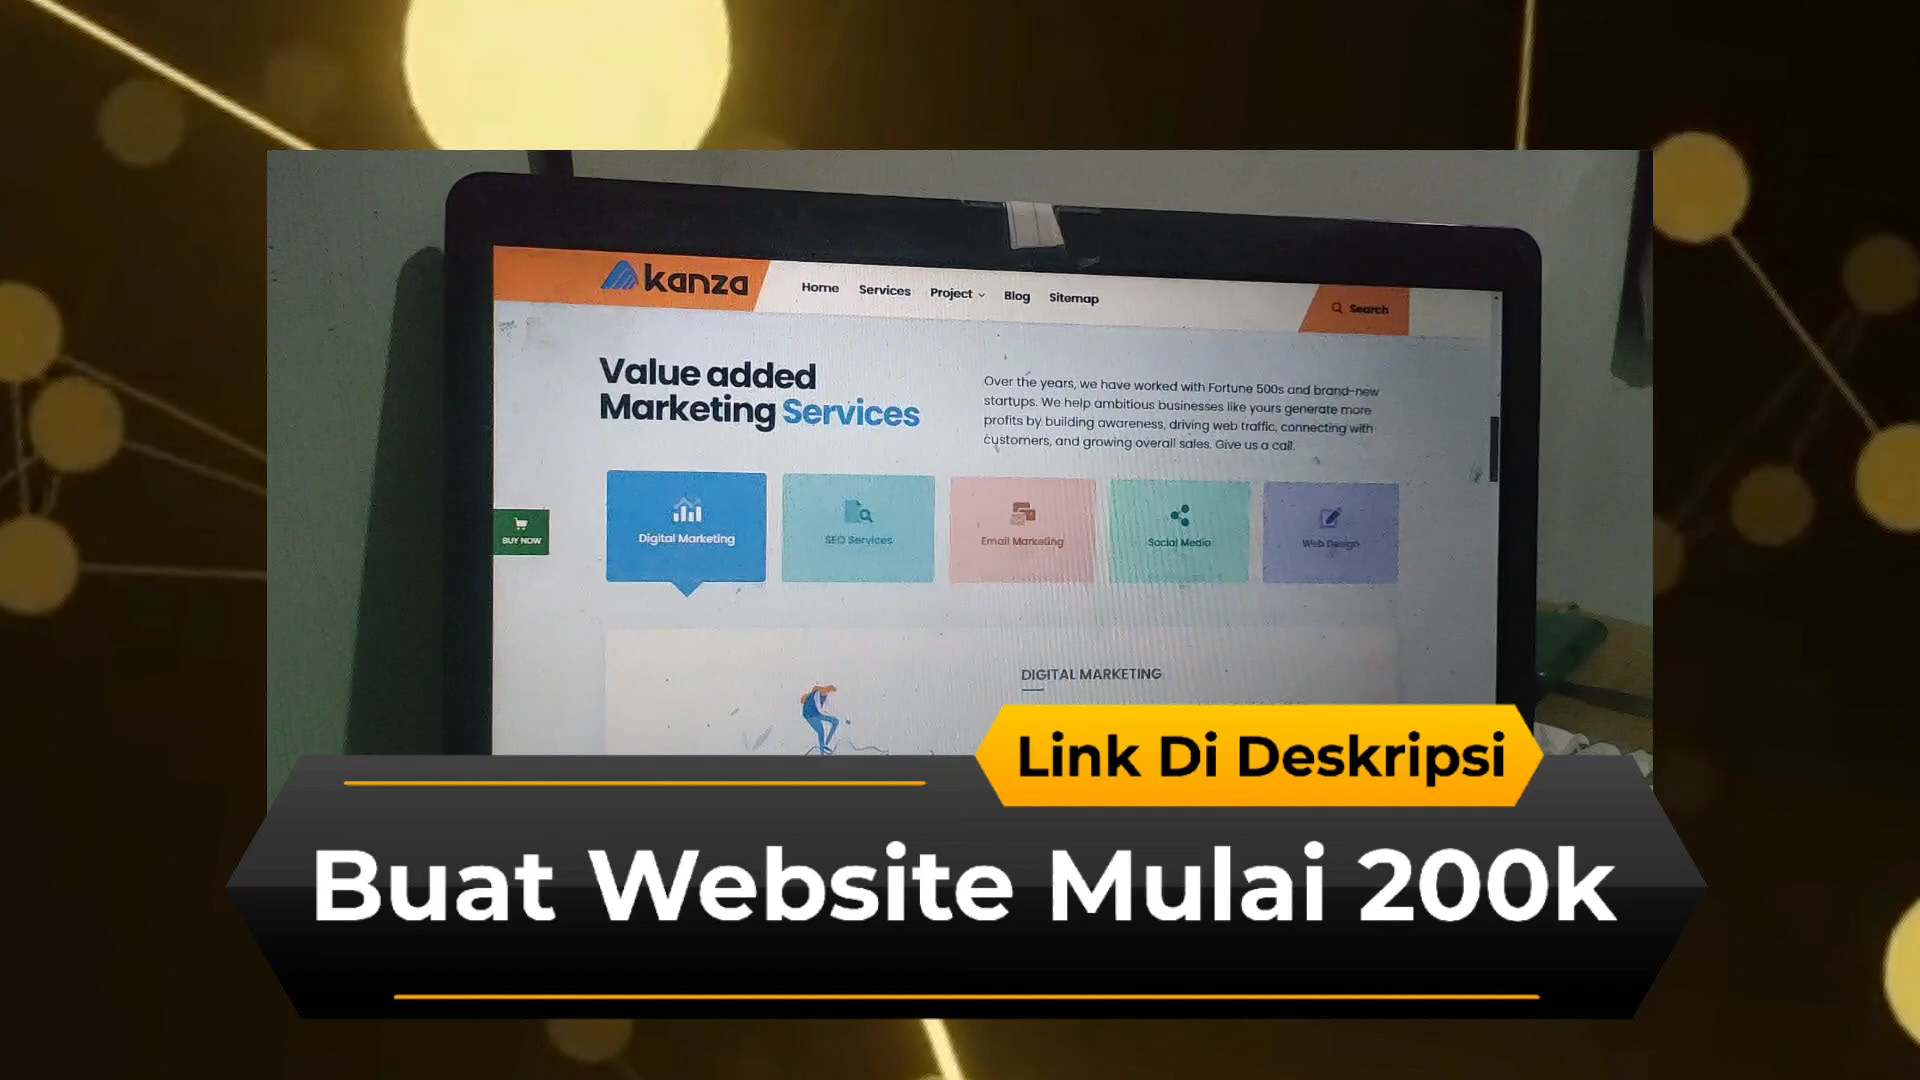 kanza
Home Services Project Blog Sitemap
Search
Value added
Marketing Services
Over the years, we have worked with Fortune 500s and brand-new
startups. We help ambitious businesses like yours generate more
profits by building awareness, driving web traffic, connecting with
customers, and growing overall sales. Give us a call.
BUY NOW
Digital Marketing
SEO Services
Email Marketing
Social Media
Web Design
DIGITAL MARKETING
Link Di Deskripsi
Buat Website Mulai 200k